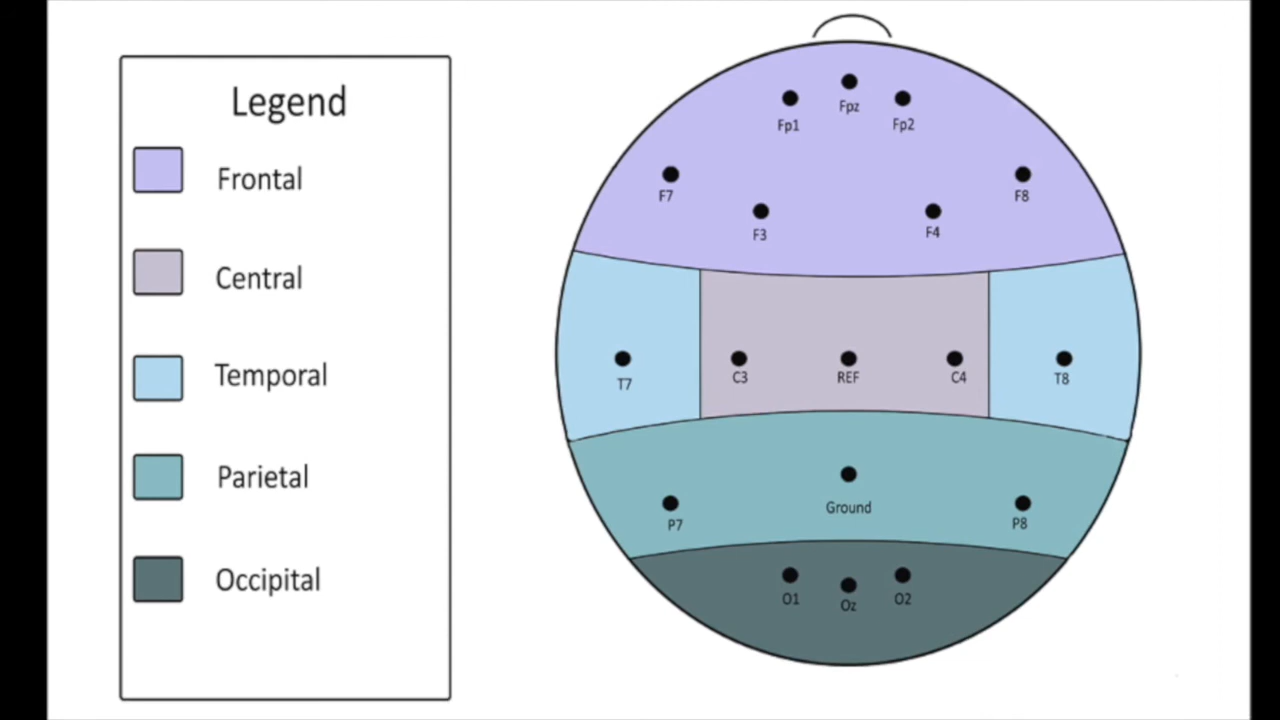 Legend
Frontal
Central
Temporal
Parietal
Occipital
Fpz
Fp1
Fp2
F7
F8
F3
F4
T7
C3
REF
C4
T8
Ground
P7
P8
O1
Oz
O2